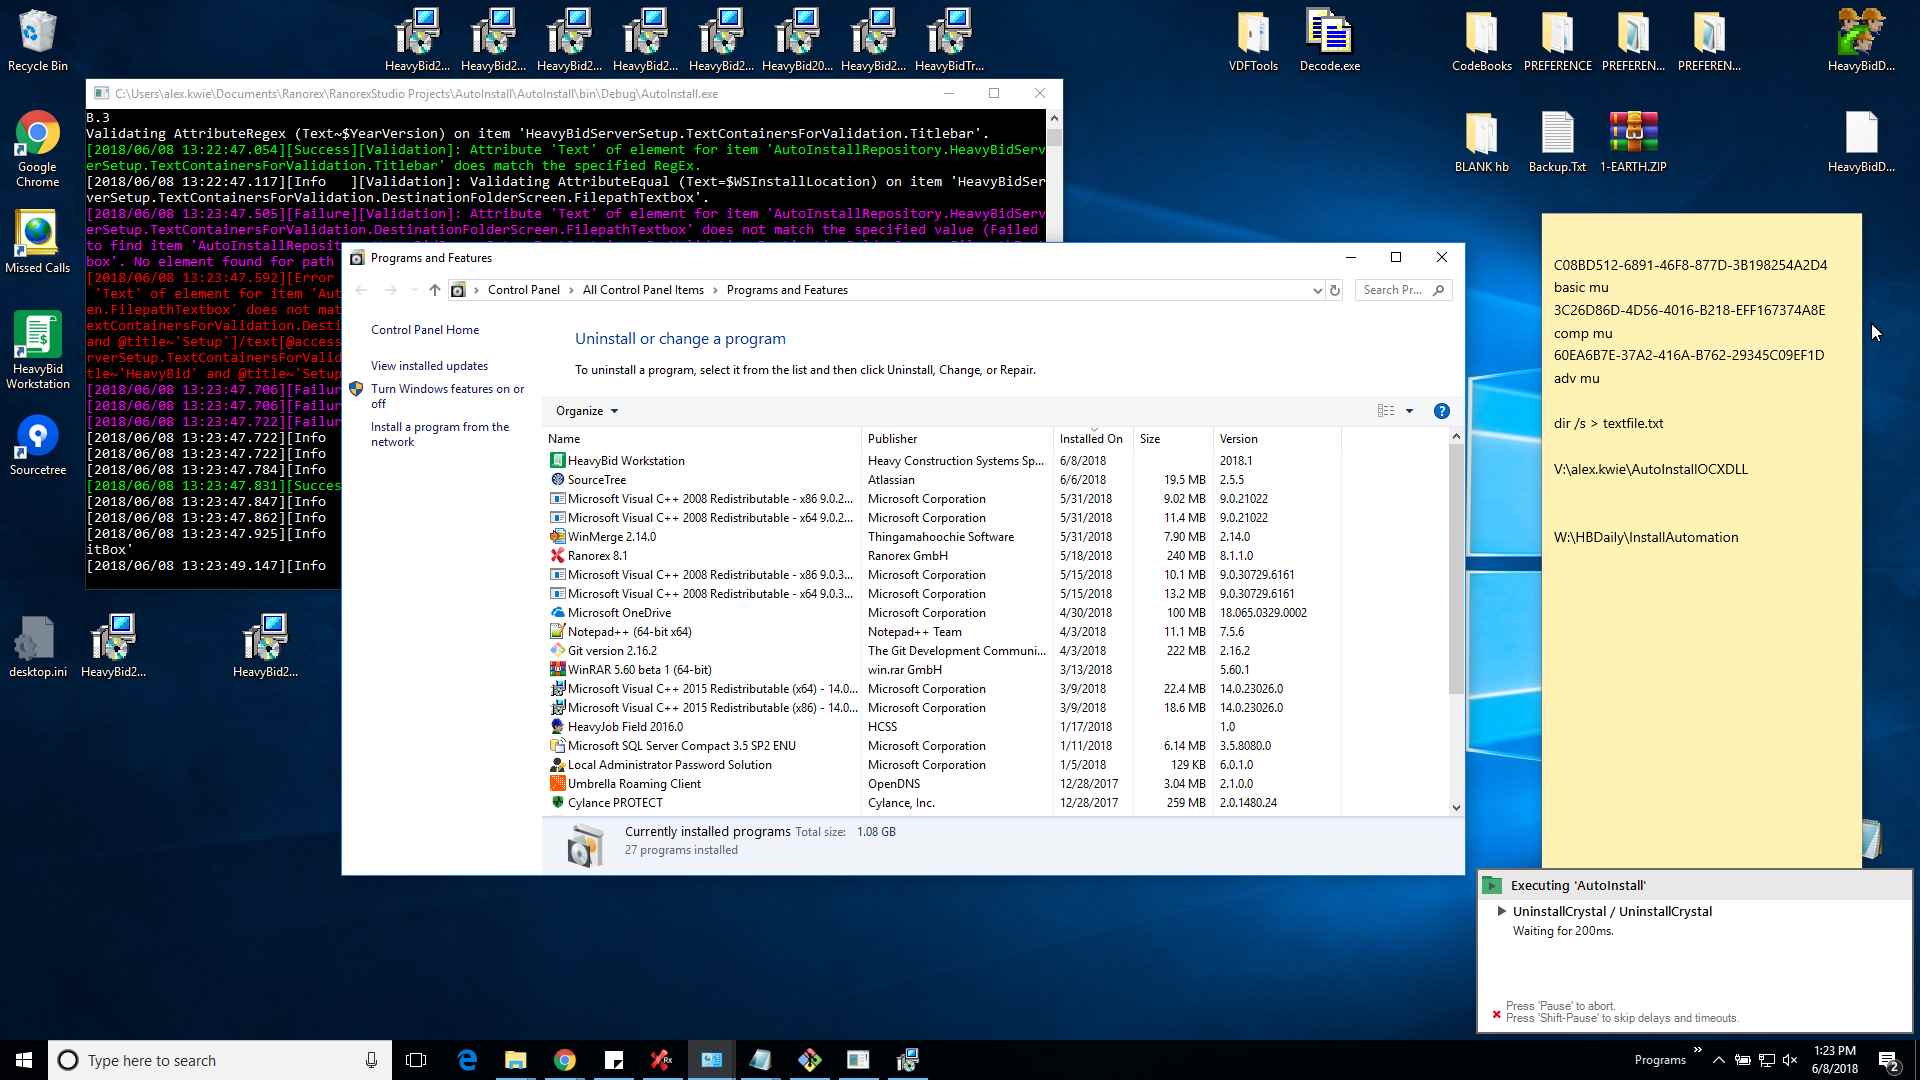 Recycle Bin
HeavyBid2...
HeavyBid2...
HeavyBid2...
HeavyBid2...
HeavyBid2...
HeavyBid20...
HeavyBid2...
HeavyBidTr...
VDFTools
Decode.exe
CodeBooks
PREFERENCE
PREFEREN...
PREFEREN...
HeavyBidD...
Google
Chrome
Missed Calls
HeavyBid
Workstation
Sourcetree
desktop.ini
HeavyBid2...
HeavyBid2...
BLANK hb
Backup.Txt
1-EARTH.ZIP
HeavyBidD...
C:\Users\alex.kwie\Documents\Ranorex\RanorexStudio Projects\AutoInstall\AutoInstall\bin\Debug\AutoInstall.exe
B.3
Validating AttributeRegex (Text~$YearVersion) on item 'HeavyBidServerSetup.TextContainersForValidation.Titlebar'.
[2018/06/08 13:22:47.054][Success][Validation]: Attribute 'Text' of element for item 'AutoInstallRepository.HeavyBidServ
erSetup.TextContainersForValidation.Titlebar' does match the specified RegEx.
[2018/06/08 13:22:47.117][Info   ][Validation]: Validating AttributeEqual (Text=$WSInstallLocation) on item 'HeavyBidSer
verSetup.TextContainersForValidation.DestinationFolderScreen.FilepathTextbox'.
[2018/06/08 13:23:47.505][Failure][Validation]: Attribute 'Text' of element for item 'AutoInstallRepository.HeavyBidServ
erSetup.TextContainersForValidation.DestinationFolderScreen.FilepathTextbox' does not match the specified value (Failed
to find item 'AutoInstallReposit
box'. No element found for path
[2018/06/08 13:23:47.592][Error
'Text' of element for item 'Aut
en.FilepathTextbox' does not mat
extContainersForValidation.Desti
and @title~'Setup']/text[@access
rverSetup.TextContainersForValid
tle~'HeavyBid' and @title~'Setup
[2018/06/08 13:23:47.706][Failur
[2018/06/08 13:23:47.706][Failur
[2018/06/08 13:23:47.722][Failur
[2018/06/08 13:23:47.722][Info
[2018/06/08 13:23:47.722][Info
[2018/06/08 13:23:47.784][Info
[2018/06/08 13:23:47.831][Succes
[2018/06/08 13:23:47.847][Info
[2018/06/08 13:23:47.862][Info
[2018/06/08 13:23:47.925][Info
itBox'
[2018/06/08 13:23:49.147][Info
Programs and Features
Control Panel > All Control Panel Items > Programs and Features
Search Pr...
Control Panel Home
View installed updates
Turn Windows features on or
off
Install a program from the
network
Uninstall or change a program
To uninstall a program, select it from the list and then click Uninstall, Change, or Repair.
Organize
Name Publisher Installed On Size Version
HeavyBid Workstation Heavy Construction Systems Sp... 6/8/2018 2018.1
SourceTree Atlassian 6/6/2018 19.5 MB 2.5.5
Microsoft Visual C++ 2008 Redistributable - x86 9.0.2... Microsoft Corporation 5/31/2018 9.02 MB 9.0.21022
Microsoft Visual C++ 2008 Redistributable - x64 9.0.2... Microsoft Corporation 5/31/2018 11.4 MB 9.0.21022
WinMerge 2.14.0 Thingamahoochie Software 5/31/2018 7.90 MB 2.14.0
Ranorex 8.1 Ranorex GmbH 5/18/2018 240 MB 8.1.1.0
Microsoft Visual C++ 2008 Redistributable - x86 9.0.3... Microsoft Corporation 5/15/2018 10.1 MB 9.0.30729.6161
Microsoft Visual C++ 2008 Redistributable - x64 9.0.3... Microsoft Corporation 5/15/2018 13.2 MB 9.0.30729.6161
Microsoft OneDrive Microsoft Corporation 4/30/2018 100 MB 18.065.0329.0002
Notepad++ (64-bit x64) Notepad++ Team 4/3/2018 11.1 MB 7.5.6
Git version 2.16.2 The Git Development Communi... 4/3/2018 222 MB 2.16.2
WinRAR 5.60 beta 1 (64-bit) win.rar GmbH 3/13/2018 5.60.1
Microsoft Visual C++ 2015 Redistributable (x64) - 14.0... Microsoft Corporation 3/9/2018 22.4 MB 14.0.23026.0
Microsoft Visual C++ 2015 Redistributable (x86) - 14.0... Microsoft Corporation 3/9/2018 18.6 MB 14.0.23026.0
HeavyJob Field 2016.0 HCSS 1/17/2018 1.0
Microsoft SQL Server Compact 3.5 SP2 ENU Microsoft Corporation 1/11/2018 6.14 MB 3.5.8080.0
Local Administrator Password Solution Microsoft Corporation 1/5/2018 129 KB 6.0.1.0
Umbrella Roaming Client OpenDNS 12/28/2017 3.04 MB 2.1.0.0
Cylance PROTECT Cylance, Inc. 12/28/2017 259 MB 2.0.1480.24
Currently installed programs Total size: 1.08 GB
27 programs installed
C08BD512-6891-46F8-877D-3B198254A2D4
basic mu
3C26D86D-4D56-4016-B218-EFF167374A8E
comp mu
60EA6B7E-37A2-416A-B762-29345C09EF1D
adv mu
dir /s > textfile.txt
V:\alex.kwie\AutoInstallOCXDLL
W:\HBDaily\InstallAutomation
Executing 'AutoInstall'
UninstallCrystal / UninstallCrystal
Waiting for 200ms.
Press 'Pause' to abort.
Press 'Shift-Pause' to skip delays and timeouts.
Type here to search
Rx
Programs
1:23 PM
6/8/2018
2